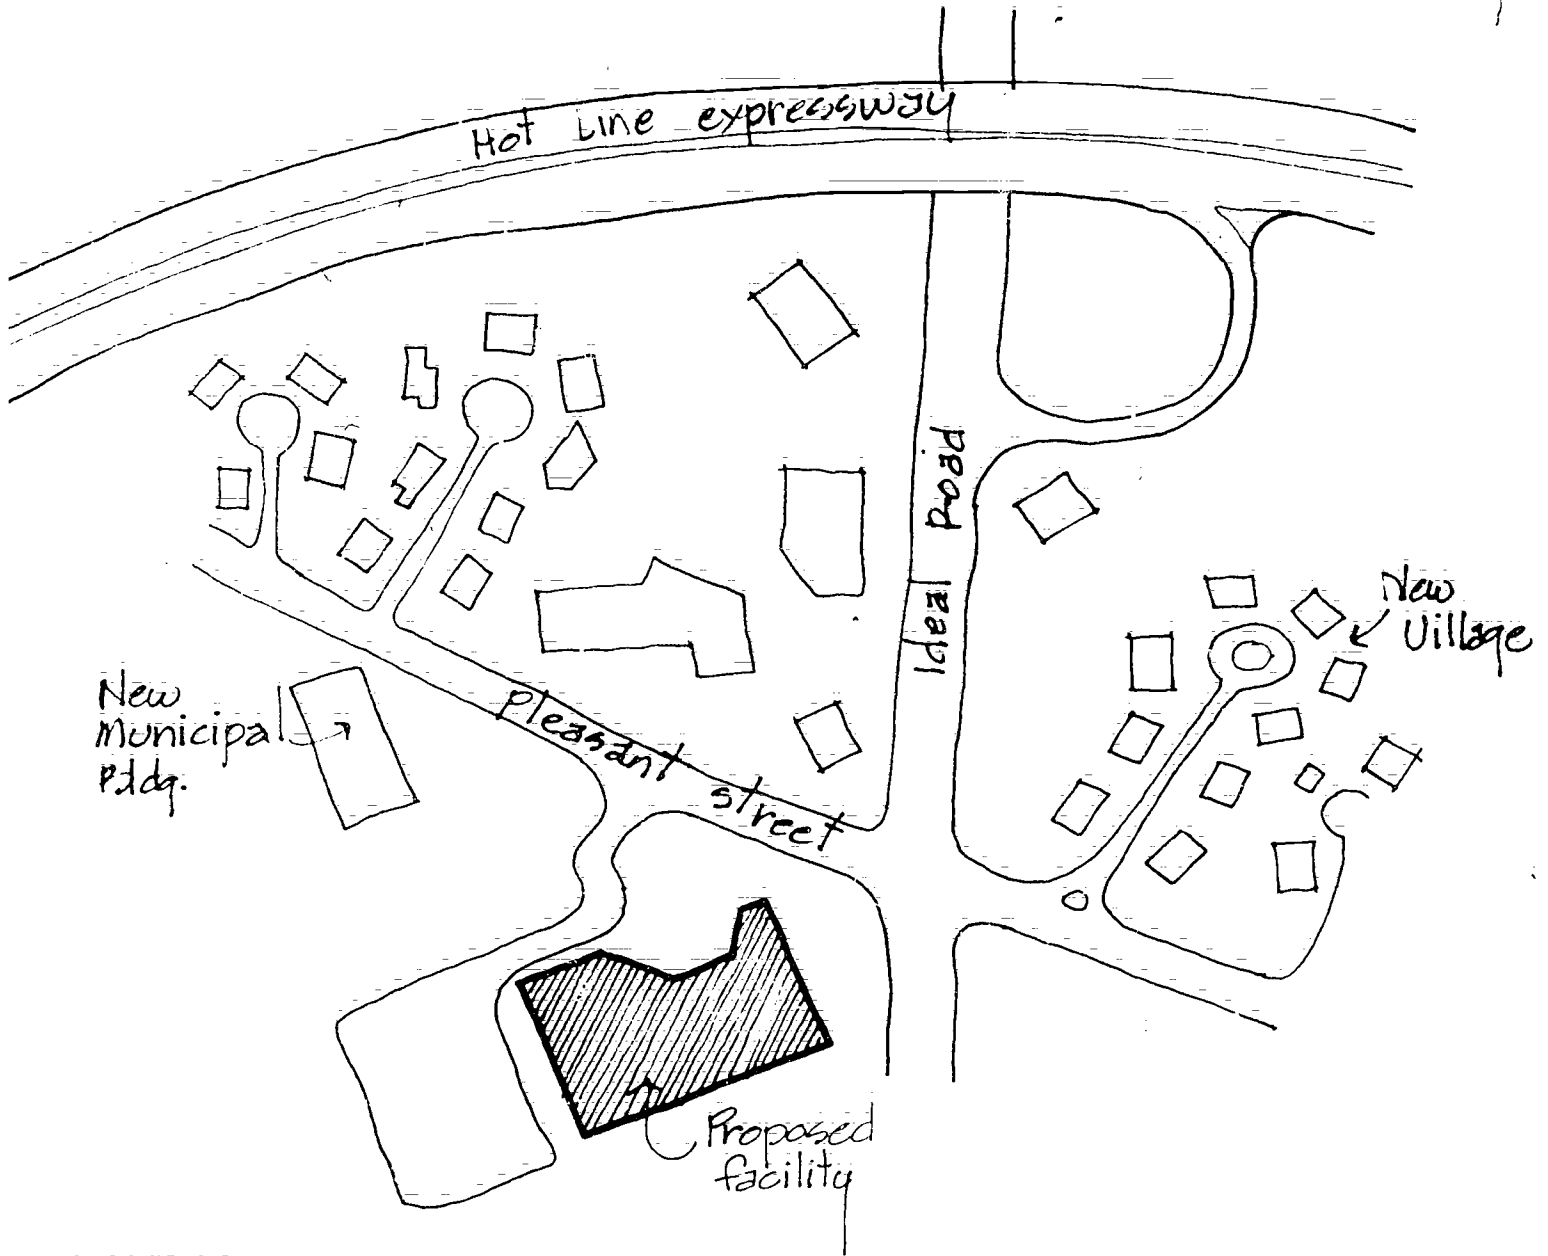 Hot Line expressway
Ideal Road
New
Village
New
Municipal
Bldg.
pleasant street
Proposed
facility